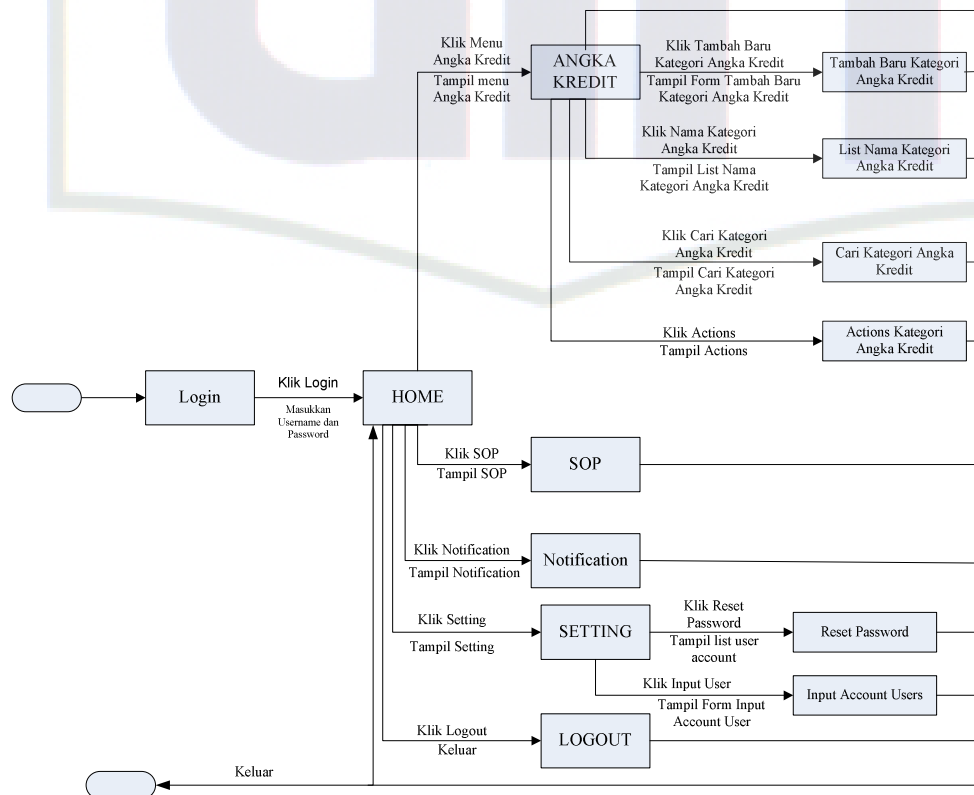 Klik Menu
Angka Kredit
Tampil menu
Angka Kredit
ANGKA
KREDIT
Klik Tambah Baru
Kategori Angka Kredit
Tampil Form Tambah Baru
Kategori Angka Kredit
Tambah Baru Kategori
Angka Kredit
Klik Nama Kategori
Angka Kredit
Tampil List Nama
Kategori Angka Kredit
List Nama Kategori
Angka Kredit
Klik Cari Kategori
Angka Kredit
Tampil Cari Kategori
Angka Kredit
Cari Kategori Angka
Kredit
Klik Actions
Tampil Actions
Actions Kategori
Angka Kredit
Login
Klik Login
Masukkan
Username dan
Password
HOME
Klik SOP
Tampil SOP
SOP
Klik Notification
Tampil Notification
Notification
Klik Setting
Tampil Setting
SETTING
Klik Reset
Password
Tampil list user
account
Reset Password
Klik Input User
Tampil Form Input
Account User
Input Account Users
Klik Logout
Keluar
LOGOUT
Keluar